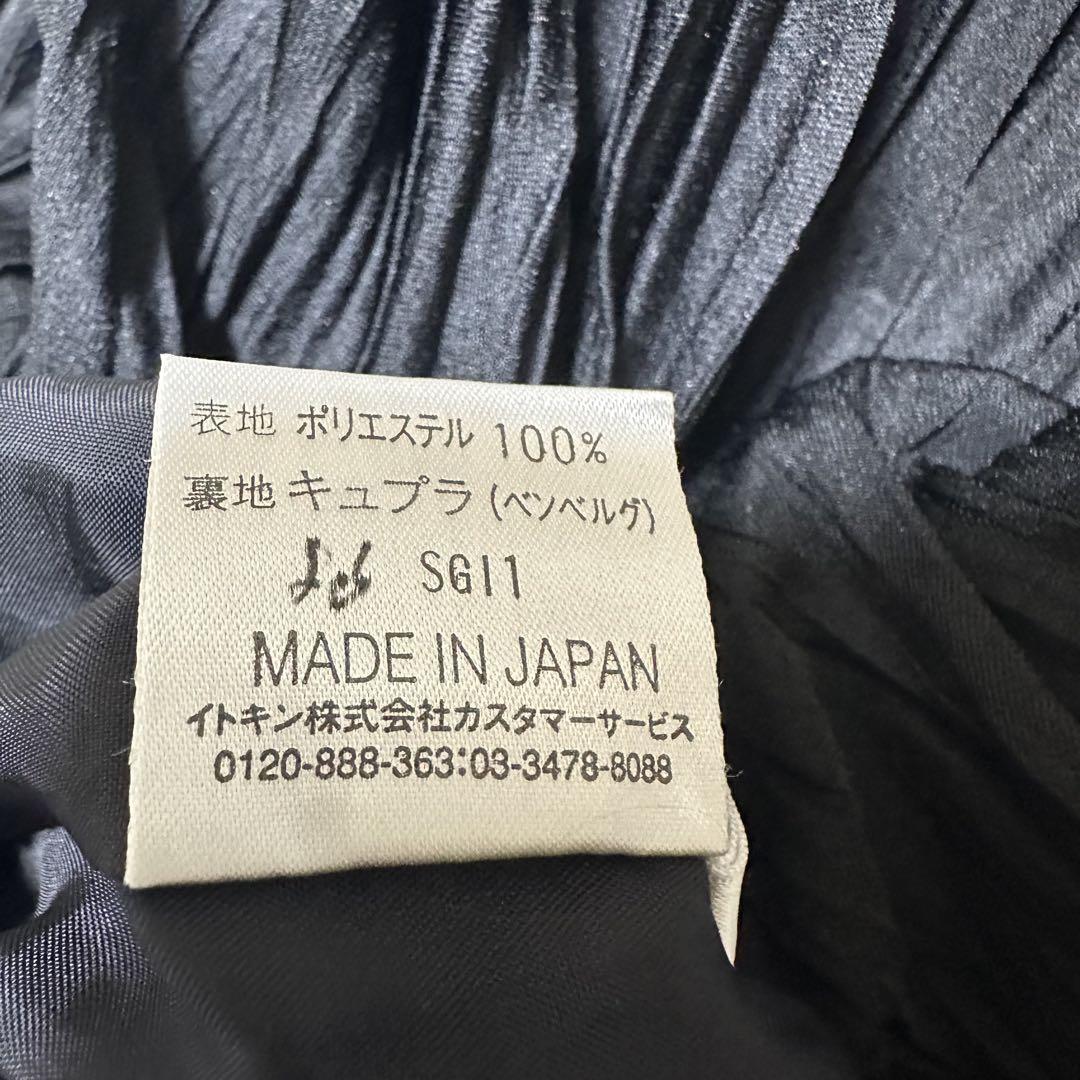 表地 ポリエステル 100%
裏地 キュプラ (ベンベルグ)
SG11
MADE IN JAPAN
イトキン株式会社カスタマーサービス
0120-888-363:03-3478-8088